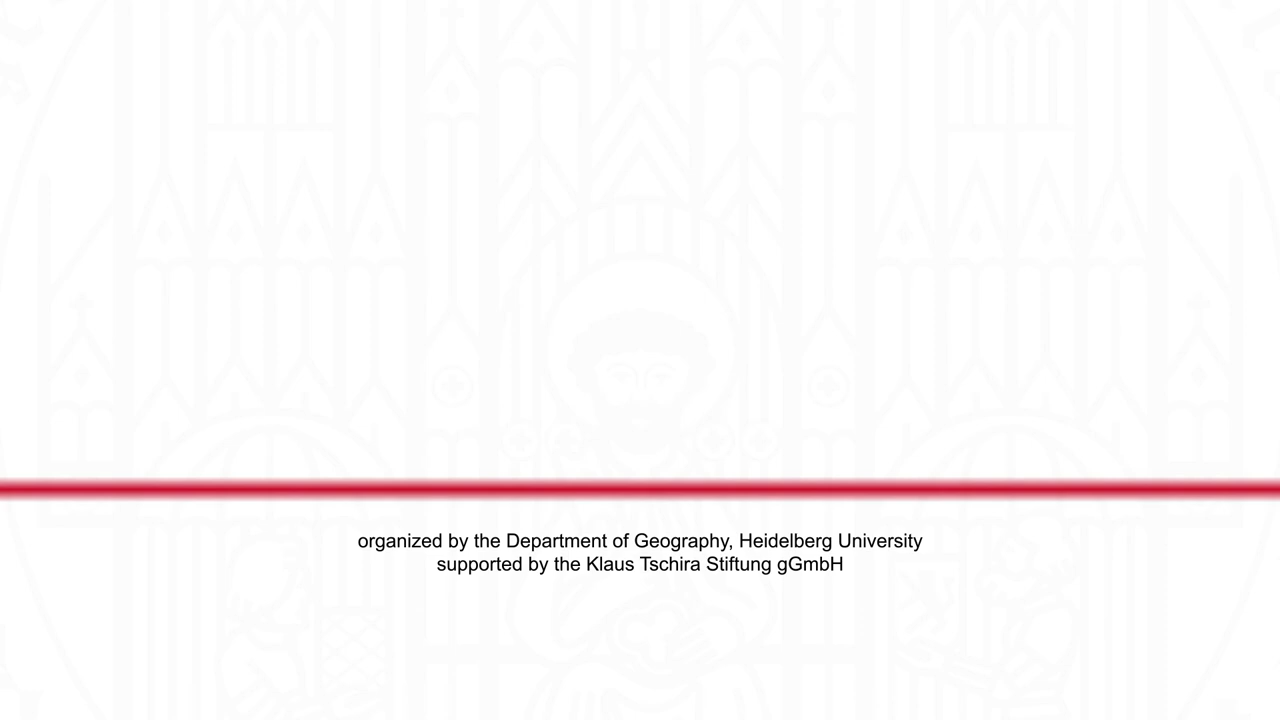 organized by the Department of Geography, Heidelberg University
supported by the Klaus Tschira Stiftung gGmbH